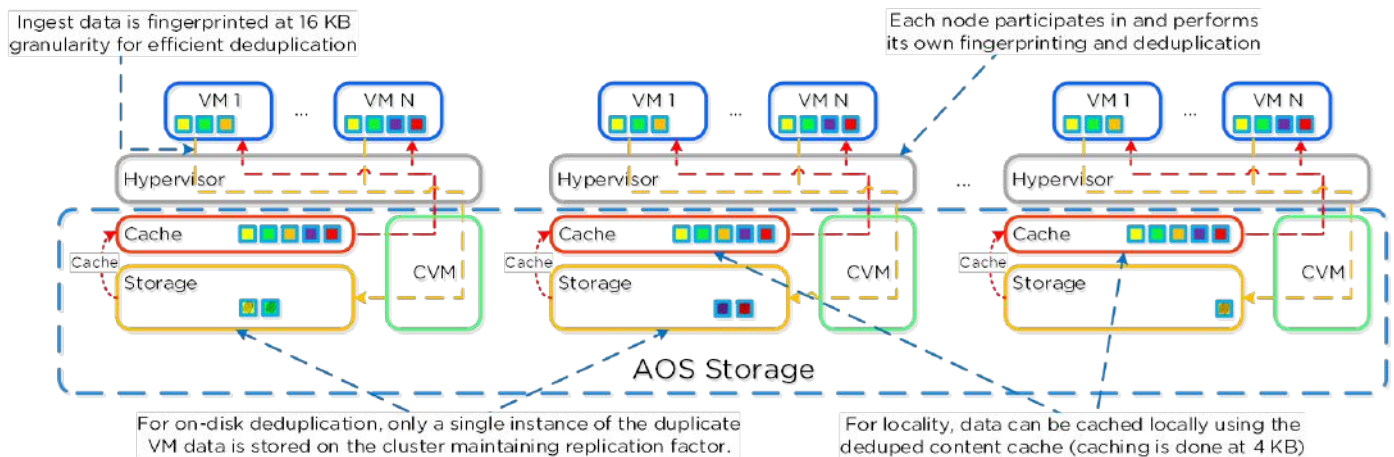 Ingest data is fingerprinted at 16 KB
granularity for efficient deduplication
Each node participates in and performs
its own fingerprinting and deduplication
VM 1
...
VM N
VM 1
...
VM N
VM 1
...
VM N
Hypervisor
Hypervisor
...
Hypervisor
Cache
Cache
Cache
Cache
CVM
Cache
CVM
Cache
CVM
Storage
Storage
Storage
AOS Storage
For on-disk deduplication, only a single instance of the duplicate
VM data is stored on the cluster maintaining replication factor.
For locality, data can be cached locally using the
deduped content cache (caching is done at 4 KB)